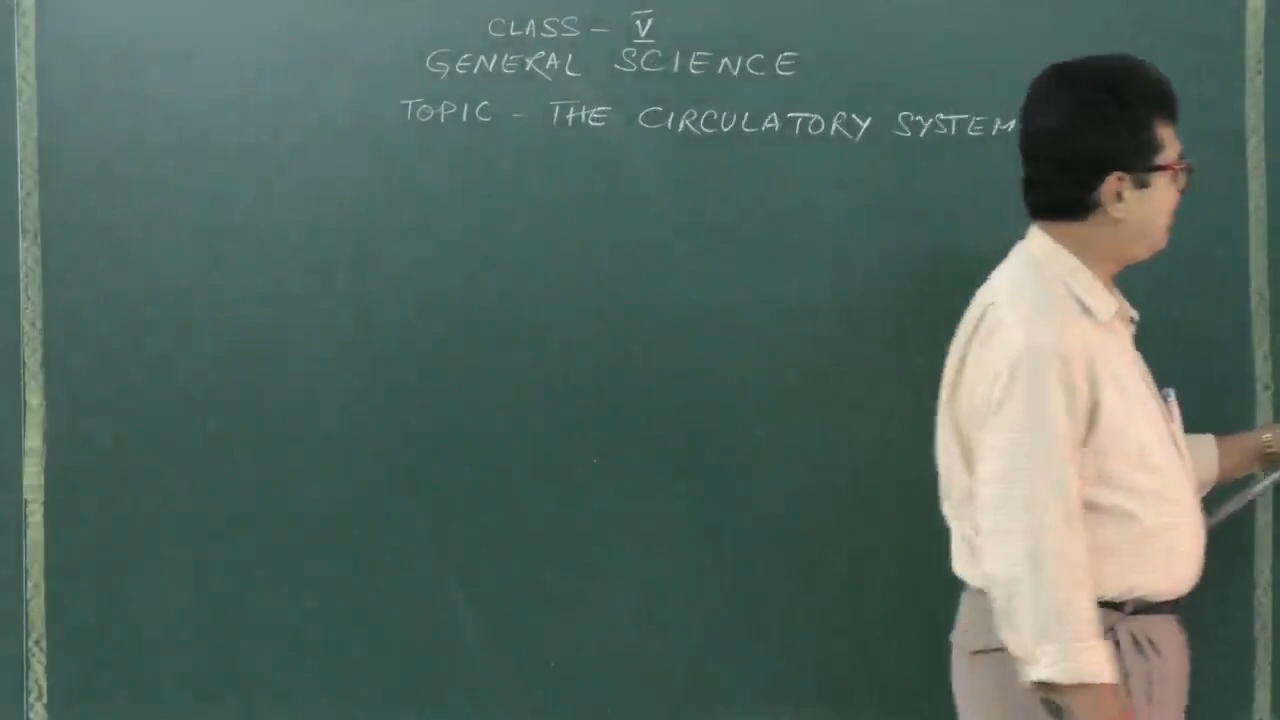 CLASS - V
GENERAL SCIENCE
TOPIC - THE CIRCULATORY SYSTEM